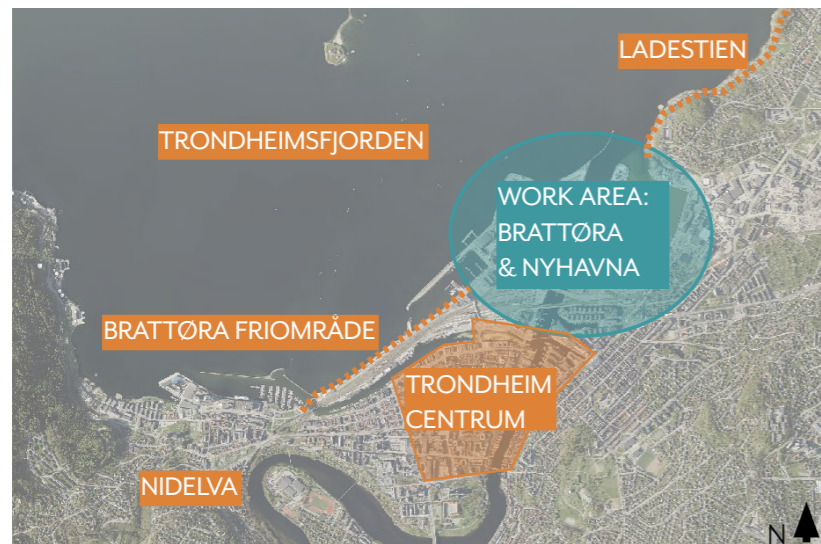 LADESTIEN
TRONDHEIMSFJORDEN
WORK AREA:
BRATTØRA
& NYHAVNA
BRATTØRA FRIOMRÅDE
TRONDHEIM
CENTRUM
NIDELVA
N